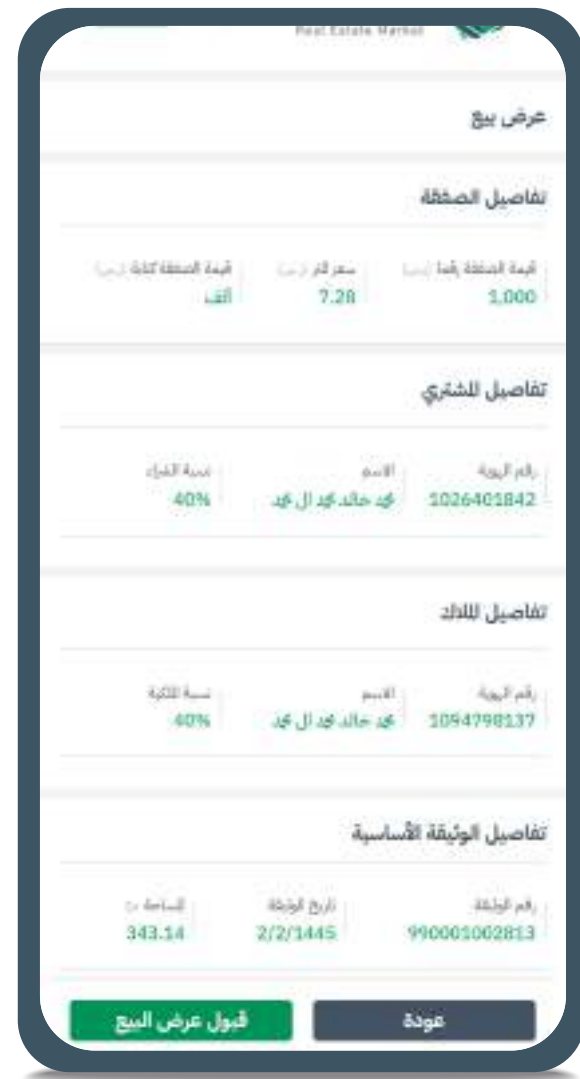 Real Estate Market
عرض بيع
تفاصيل الصفقة
قيمة الصفقة رقما (ر.س) سعر المتر (ر.س) قيمة الصفقة كتابة (ر.س)
1,000 7.28 ألف
تفاصيل المشتري
رقم الهوية الاسم نسبة الشراء
1026401842 محمد خالد محمد ال محمد 40%
تفاصيل الملاك
رقم الهوية الاسم نسبة الملكية
1094798137 محمد خالد محمد ال محمد 40%
تفاصيل الوثيقة الأساسية
رقم الوثيقة تاريخ الوثيقة المساحة م٢
990001002813 2/2/1445 343.14
عودة قبول عرض البيع